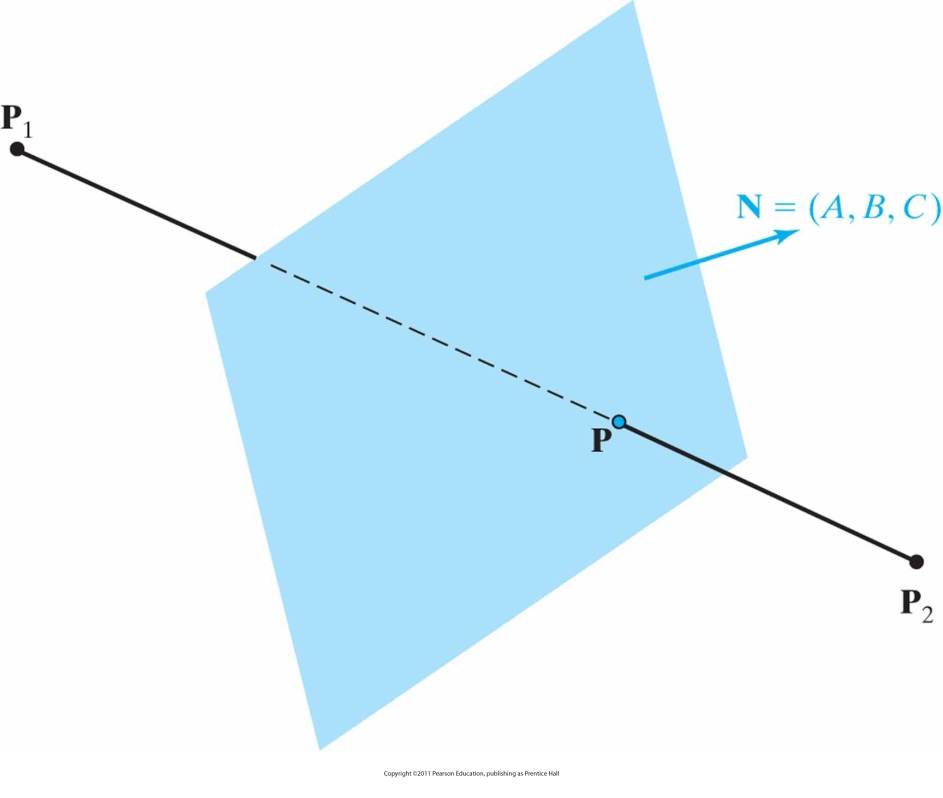 P₁
N = (A, B, C)
P
P₂
Copyright ©2011 Pearson Education, publishing as Prentice Hall